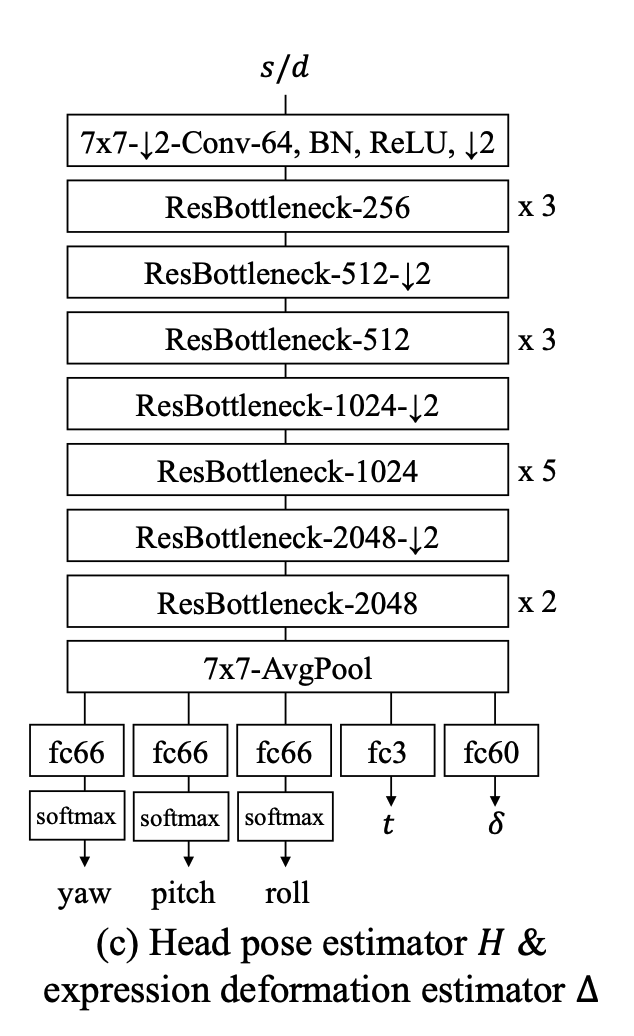 s/d
7x7-↓2-Conv-64, BN, ReLU, ↓2
ResBottleneck-256 x 3
ResBottleneck-512-↓2
ResBottleneck-512 x 3
ResBottleneck-1024-↓2
ResBottleneck-1024 x 5
ResBottleneck-2048-↓2
ResBottleneck-2048 x 2
7x7-AvgPool
fc66 fc66 fc66 fc3 fc60
softmax softmax softmax t δ
yaw pitch roll
(c) Head pose estimator H &
expression deformation estimator Δ